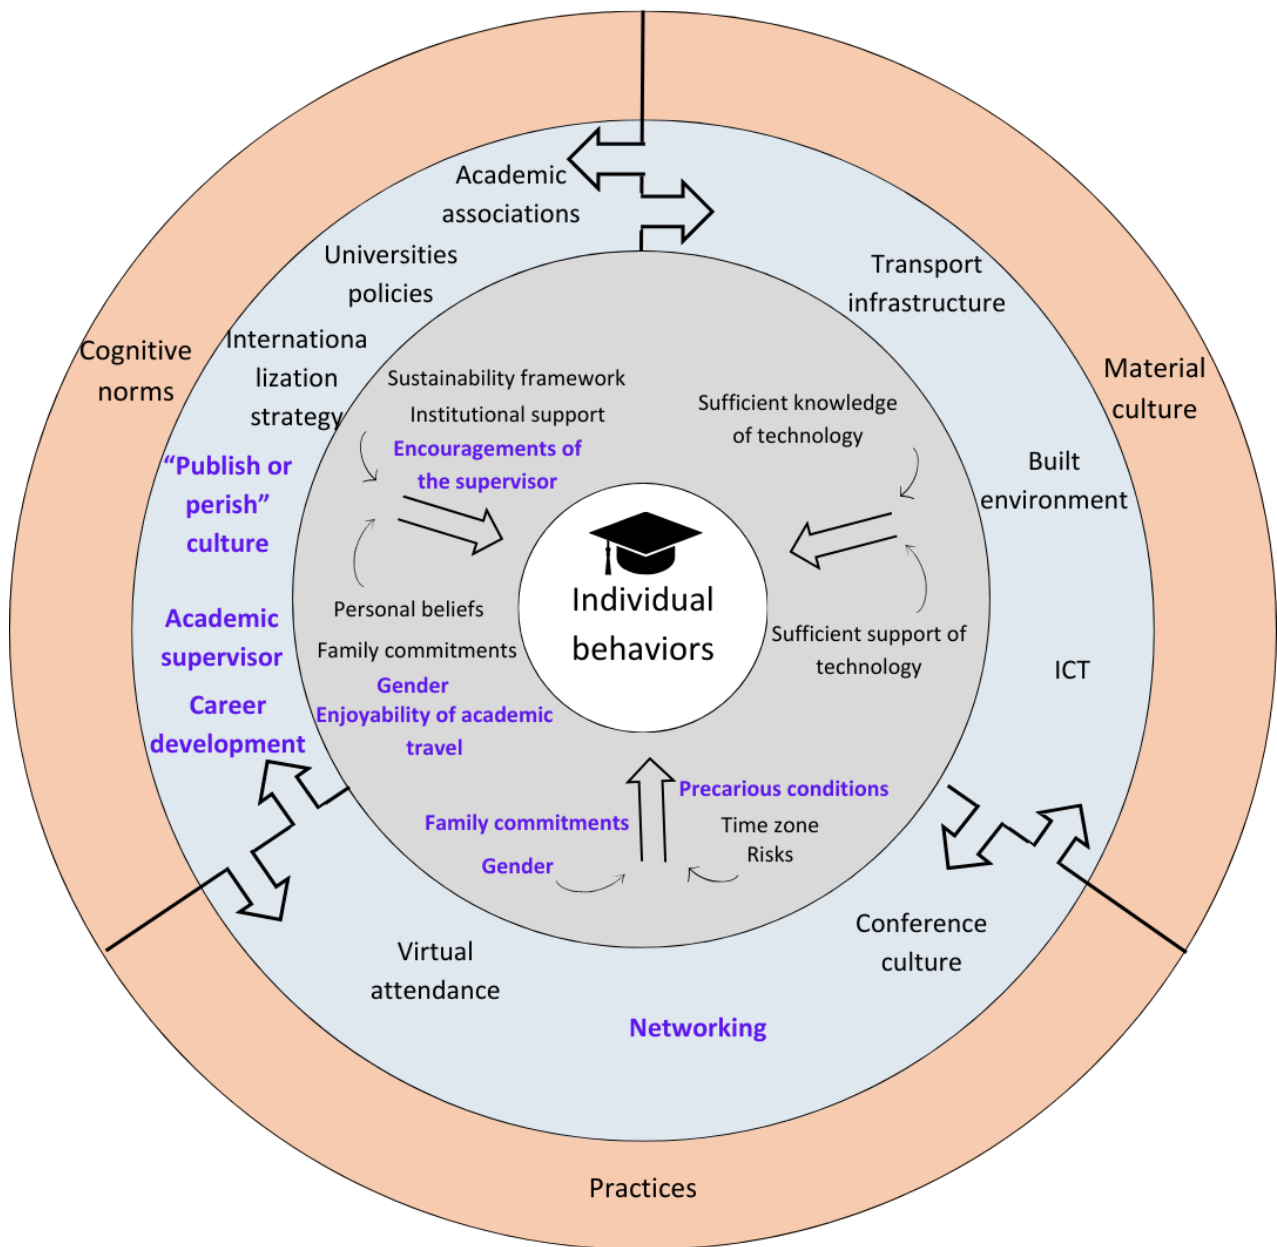 Academic
associations
Universities
policies
Internationa
lization
strategy
Cognitive
norms
“Publish or
perish”
culture
Academic
supervisor
Career
development
Transport
infrastructure
Material
culture
Built
environment
ICT
Sustainability framework
Institutional support
Encouragements of
the supervisor
Sufficient knowledge
of technology
Individual
behaviors
Personal beliefs
Family commitments
Gender
Enjoyability of academic
travel
Sufficient support of
technology
Precarious conditions
Family commitments
Time zone
Risks
Gender
Conference
culture
Virtual
attendance
Networking
Practices